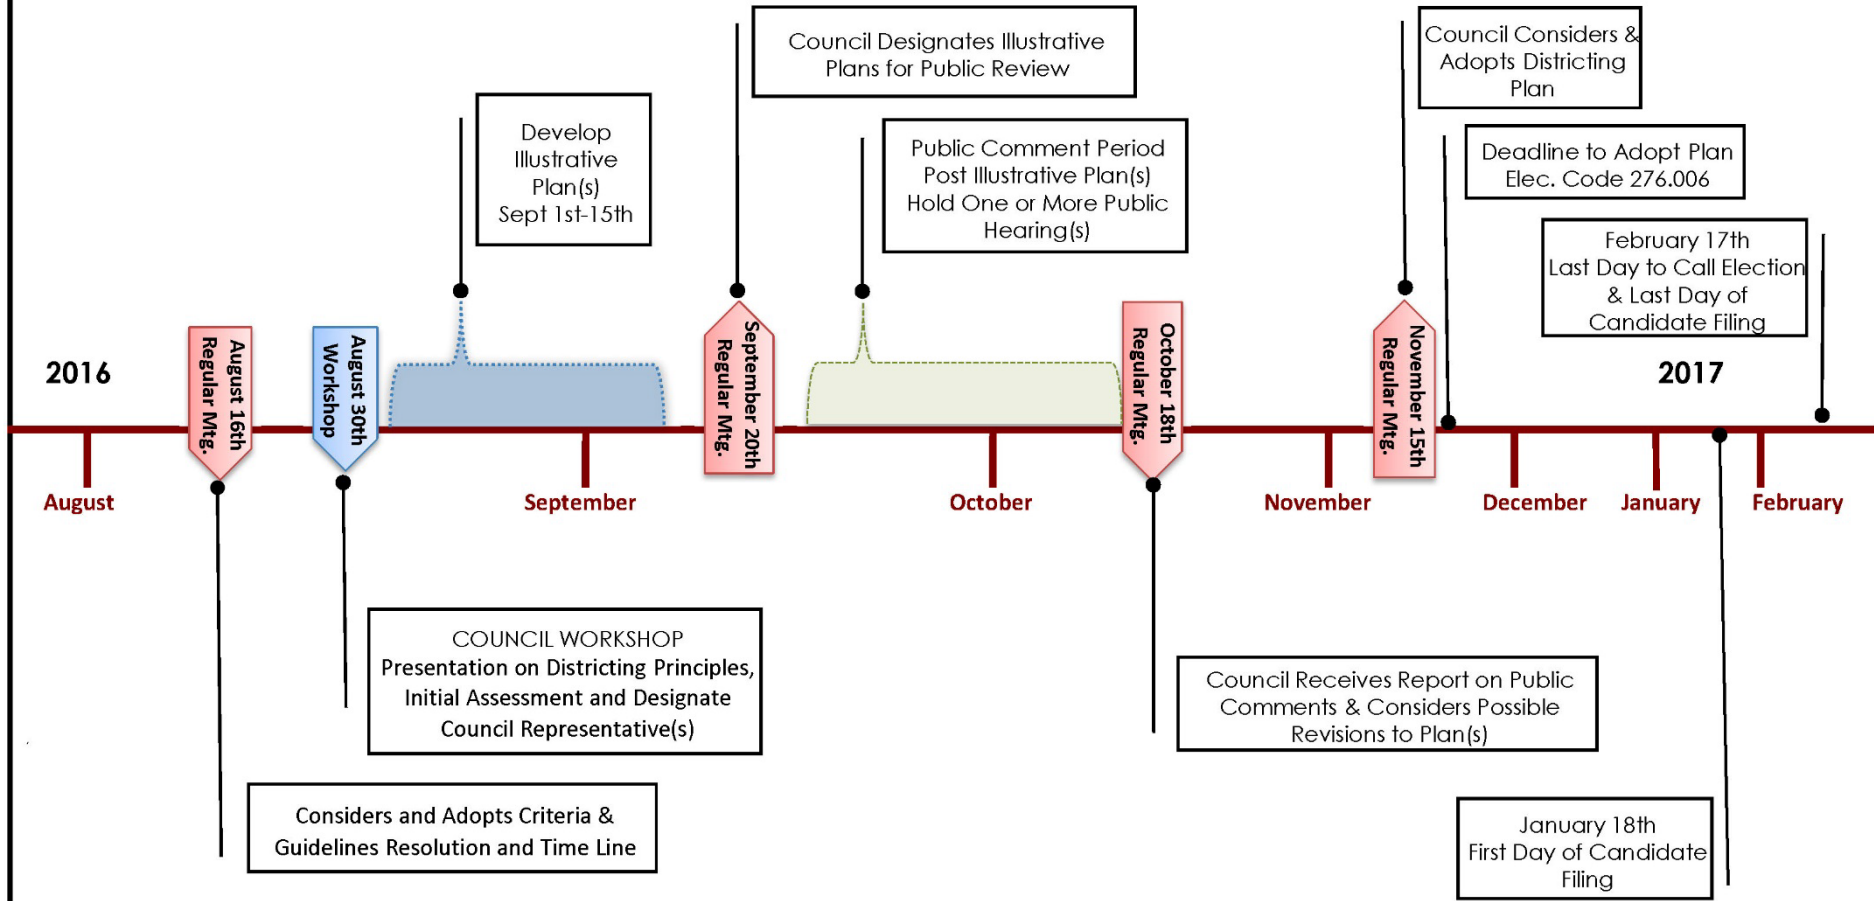 Council Designates Illustrative
Plans for Public Review
Council Considers &
Adopts Districting
Plan
Develop
Illustrative
Plan(s)
Sept 1st-15th
Public Comment Period
Post Illustrative Plan(s)
Hold One or More Public
Hearing(s)
Deadline to Adopt Plan
Elec. Code 276.006
February 17th
Last Day to Call Election
& Last Day of
Candidate Filing
2016
August 16th
Regular Mtg.
August 30th
Workshop
September 20th
Regular Mtg.
October 18th
Regular Mtg.
November 15th
Regular Mtg.
2017
August
September
October
November
December
January
February
COUNCIL WORKSHOP
Presentation on Districting Principles,
Initial Assessment and Designate
Council Representative(s)
Council Receives Report on Public
Comments & Considers Possible
Revisions to Plan(s)
Considers and Adopts Criteria &
Guidelines Resolution and Time Line
January 18th
First Day of Candidate
Filing